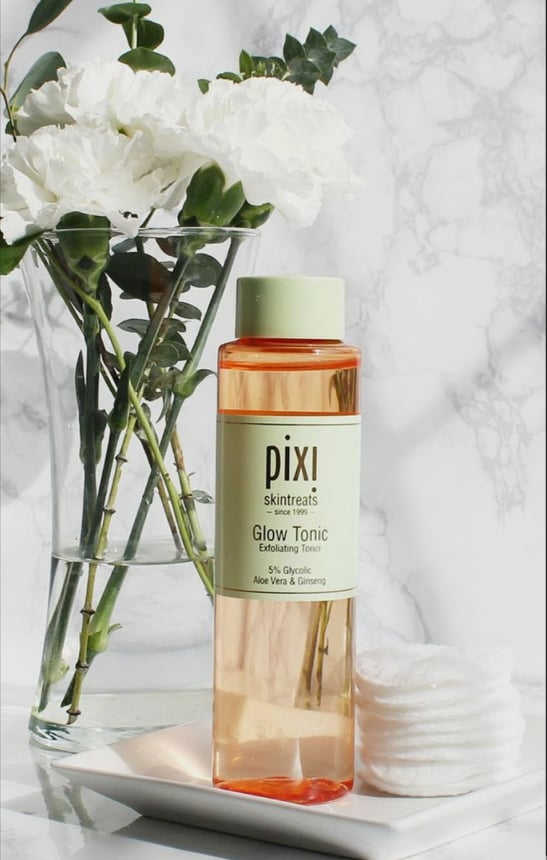 pixi
skintreats
– since 1999 –
Glow Tonic
Exfoliating Toner
5% Glycolic
Aloe Vera & Ginseng